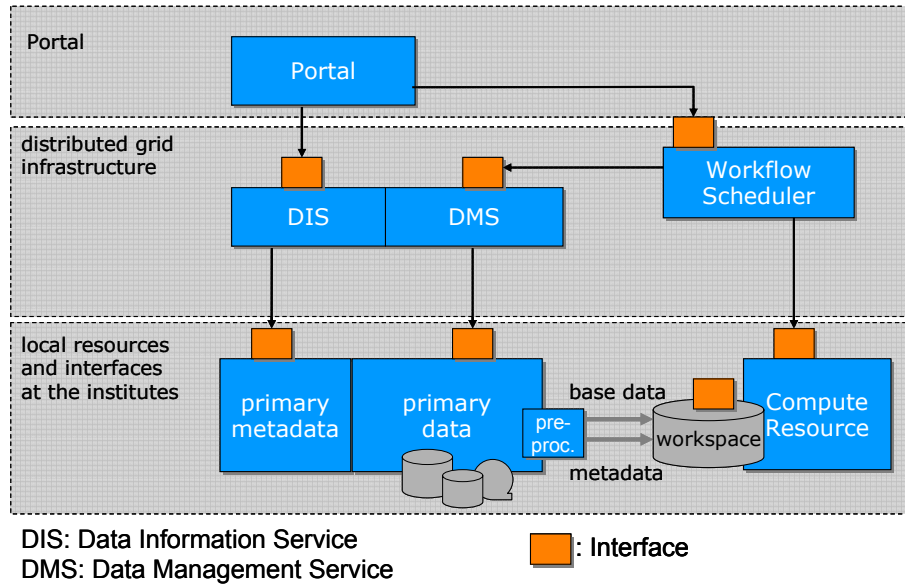 Portal
Portal
distributed grid
infrastructure
Workflow
Scheduler
DIS
DMS
local resources
and interfaces
at the institutes
primary
metadata
primary
data
pre-
proc.
base data
metadata
workspace
Compute
Resource
DIS: Data Information Service
DMS: Data Management Service
: Interface